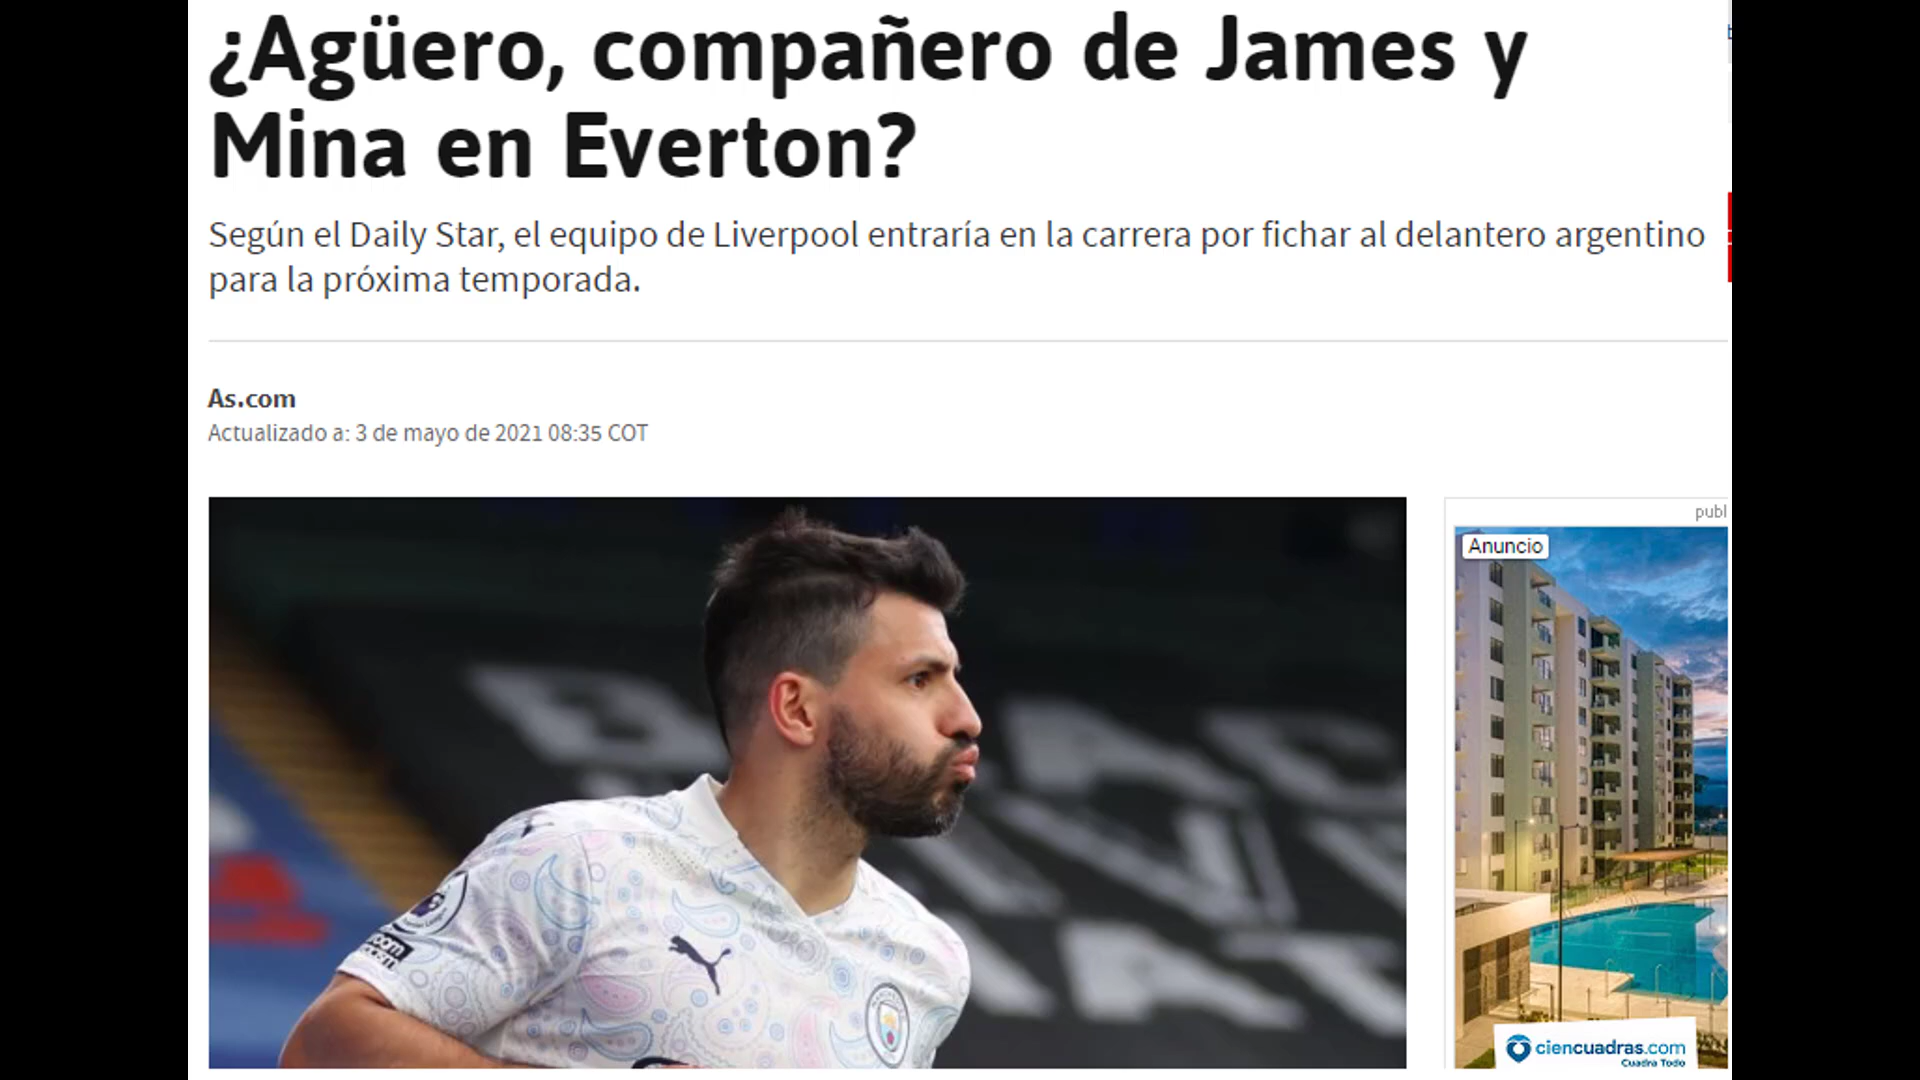 ¿Agüero, compañero de James y
Mina en Everton?
Según el Daily Star, el equipo de Liverpool entraría en la carrera por fichar al delantero argentino
para la próxima temporada.
As.com
Actualizado a: 3 de mayo de 2021 08:35 COT
publ
Anuncio
ciencuadras.com
Cuadra Todo